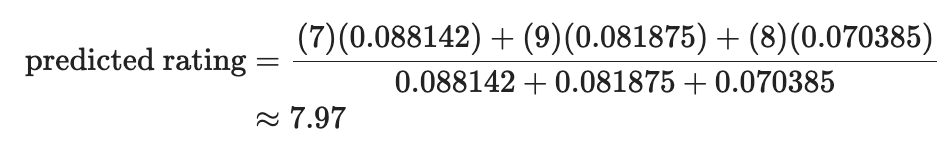 predicted rating = \frac{(7)(0.088142) + (9)(0.081875) + (8)(0.070385)}{0.088142 + 0.081875 + 0.070385}
≈ 7.97